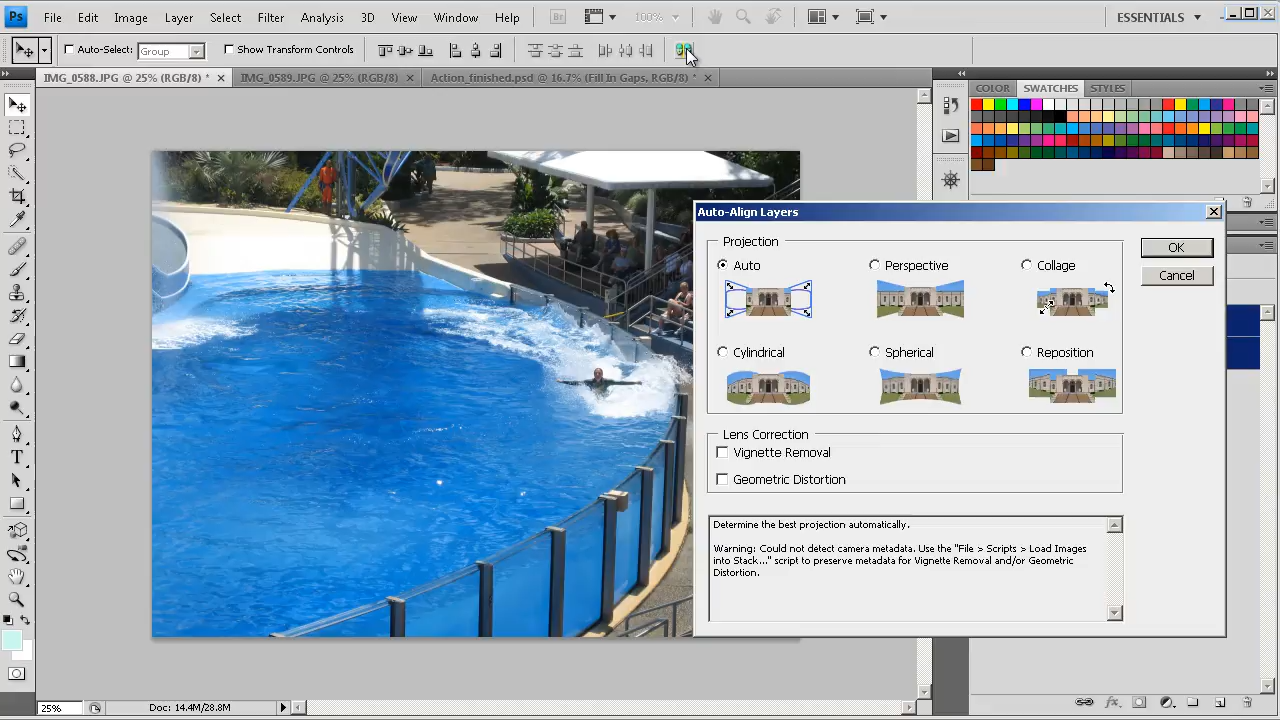 Ps File Edit Image Layer Select Filter Analysis 3D View Window Help Br 100% ESSENTIALS
Auto-Select: Group Show Transform Controls
IMG_0588.JPG @ 25% (RGB/8) * × IMG_0589.JPG @ 25% (RGB/8) × Action_finished.psd @ 16.7% (Fill In Gaps, RGB/8) * ×
COLOR SWATCHES STYLES
Auto-Align Layers
Projection
Auto Perspective Collage
Cylindrical Spherical Reposition
OK
Cancel
Lens Correction
Vignette Removal
Geometric Distortion
Determine the best projection automatically.
Warning: Could not detect camera metadata. Use the "File > Scripts > Load Images
into Stack..." script to preserve metadata for Vignette Removal and/or Geometric
Distortion.
T
25% Doc: 14.4M/28.8M
fx